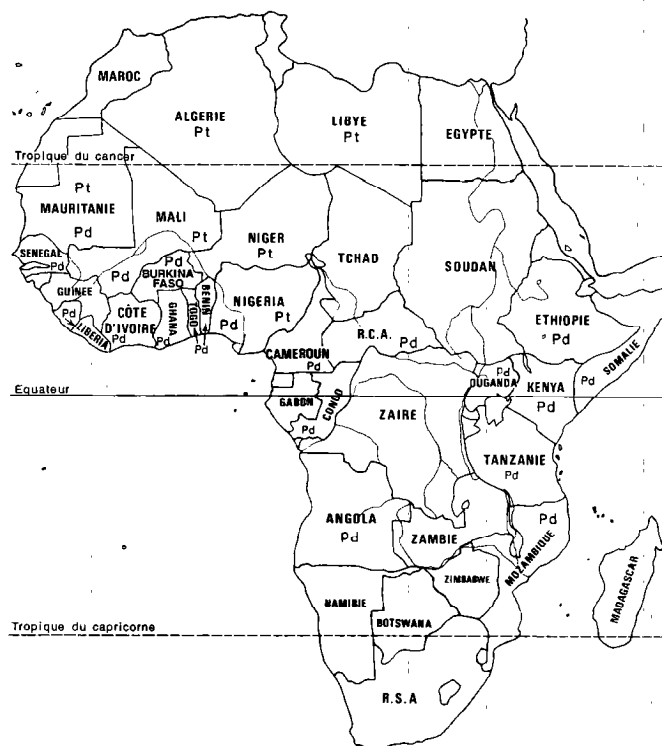 MAROC
ALGERIE
Pt
LIBYE
Pt
EGYPTE
Tropique du cancer
Pt
MAURITANIE
Pd
MALI
Pt
NIGER
Pt
TCHAD
SOUDAN
SENEGAL
Pd
GUINEE
Pd
LIBERIA
Pd
CÔTE
D'IVOIRE
Pd
Pd
BURKINA
FASO
GHANA
TOGO
BENIN
Pd
Pd
NIGERIA
Pt
CAMEROUN
Pd
R.C.A.
Pd
ETHIOPIE
Pd
SOMALIE
Pd
Equateur
GABON
Pd
CONGO
ZAIRE
Pd
OUGANDA
KENYA
Pd
TANZANIE
Pd
ANGOLA
Pd
ZAMBIE
Pd
MOZAMBIQUE
ZIMBABWE
NAMIBIE
BOTSWANA
MADAGASCAR
Tropique du capricorne
R.S.A